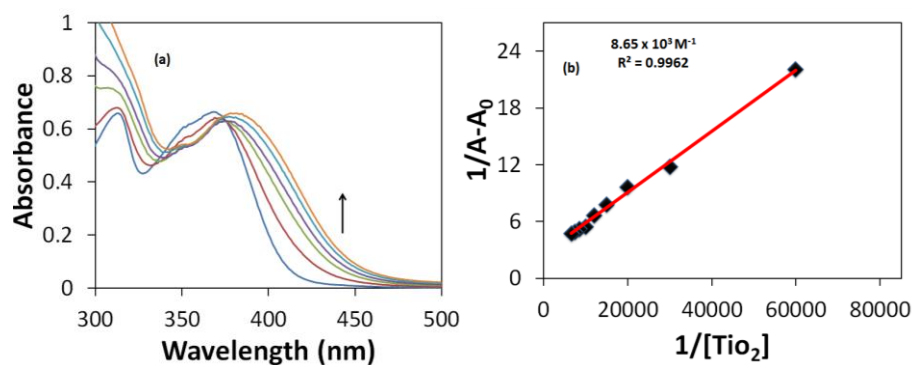 (a)
Absorbance
1
0.8
0.6
0.4
0.2
0
300 350 400 450 500
Wavelength (nm)
(b)
8.65 x 10³ M⁻¹
R² = 0.9962
1/A-A₀
24
18
12
6
0
0 20000 40000 60000 80000
1/[Tio₂]